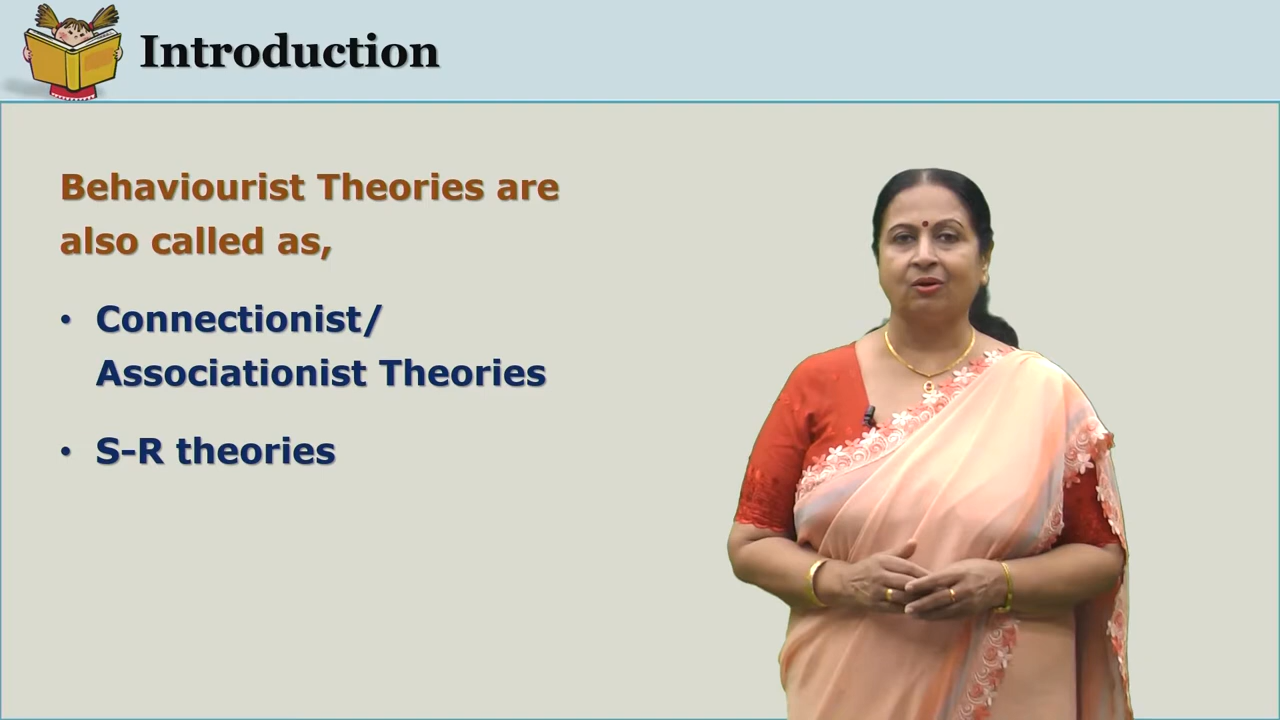 Introduction
Behaviourist Theories are
also called as,
• Connectionist/
Associationist Theories
• S-R theories